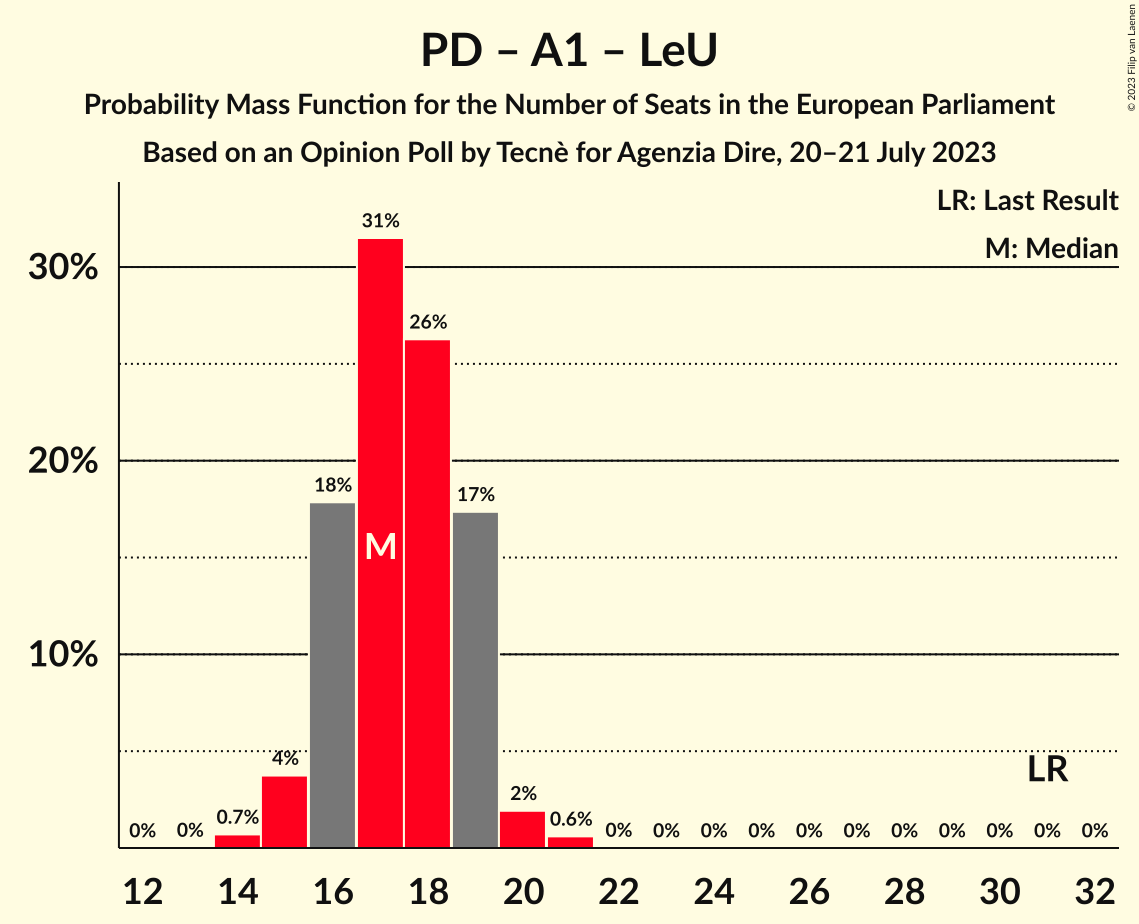 PD – A1 – LeU
Probability Mass Function for the Number of Seats in the European Parliament
Based on an Opinion Poll by Tecnè for Agenzia Dire, 20–21 July 2023
© 2023 Filip van Laenen
LR: Last Result
M: Median
30%
20%
10%
0% 0% 0.7% 4% 18% 31% 26% 17% 2% 0.6% 0% 0% 0% 0% 0% 0% 0% 0% 0% 0% 0%
M
LR
12 14 16 18 20 22 24 26 28 30 32